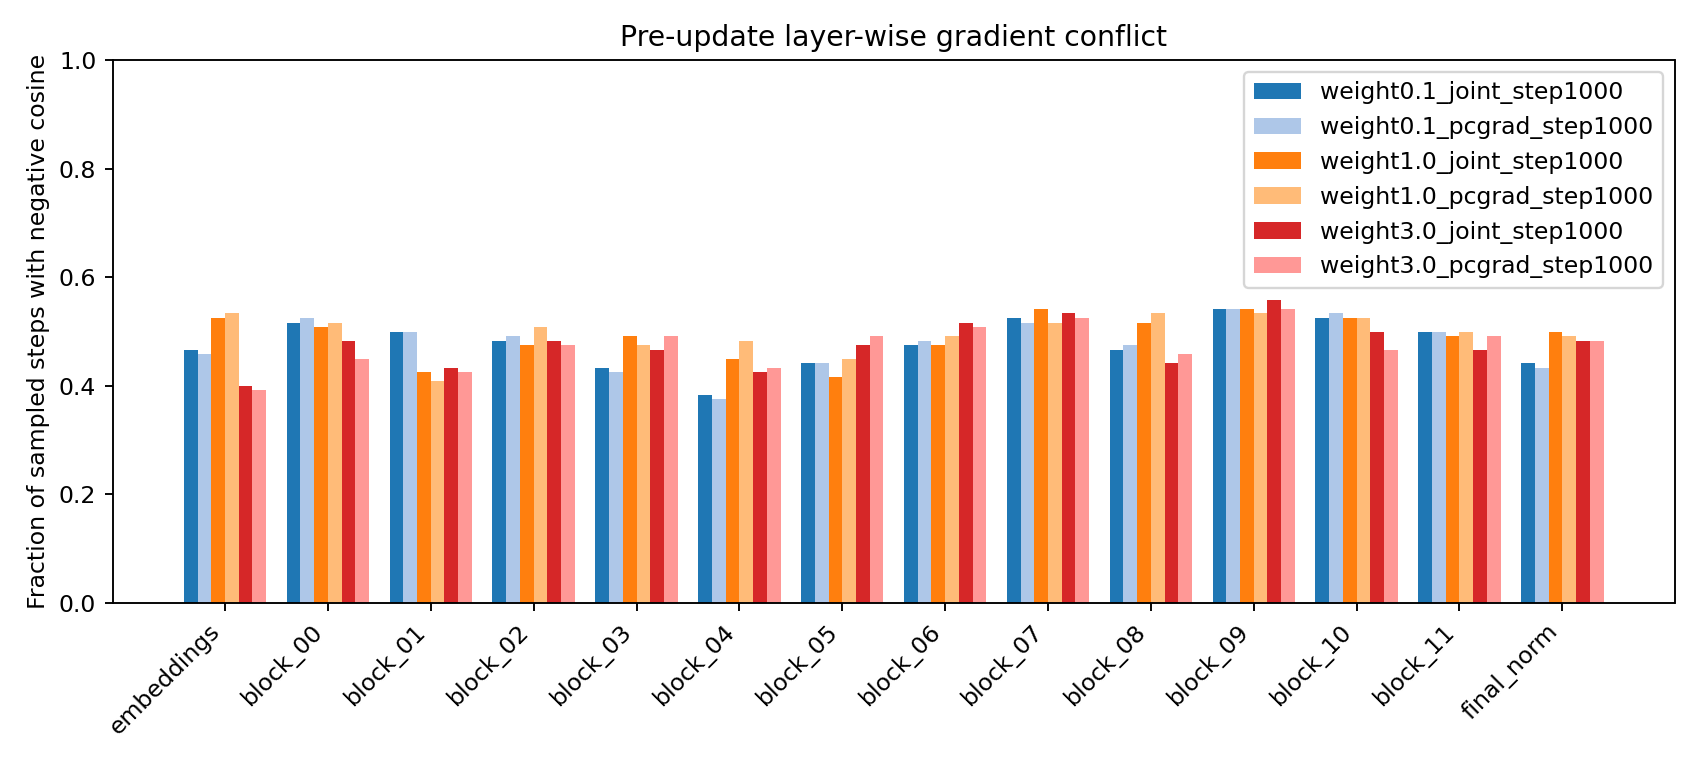 Pre-update layer-wise gradient conflict
Fraction of sampled steps with negative cosine
1.0
0.8
0.6
0.4
0.2
0.0
weight0.1_joint_step1000
weight0.1_pcgrad_step1000
weight1.0_joint_step1000
weight1.0_pcgrad_step1000
weight3.0_joint_step1000
weight3.0_pcgrad_step1000
embeddings
block_00
block_01
block_02
block_03
block_04
block_05
block_06
block_07
block_08
block_09
block_10
block_11
final_norm